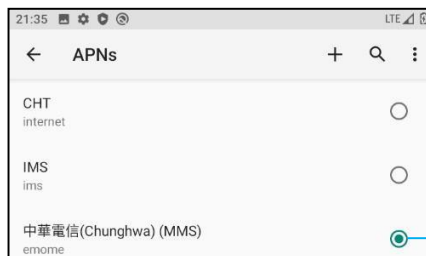 21:35
LTE
APNs
CHT
internet
IMS
ims
中華電信(Chunghwa) (MMS)
emome